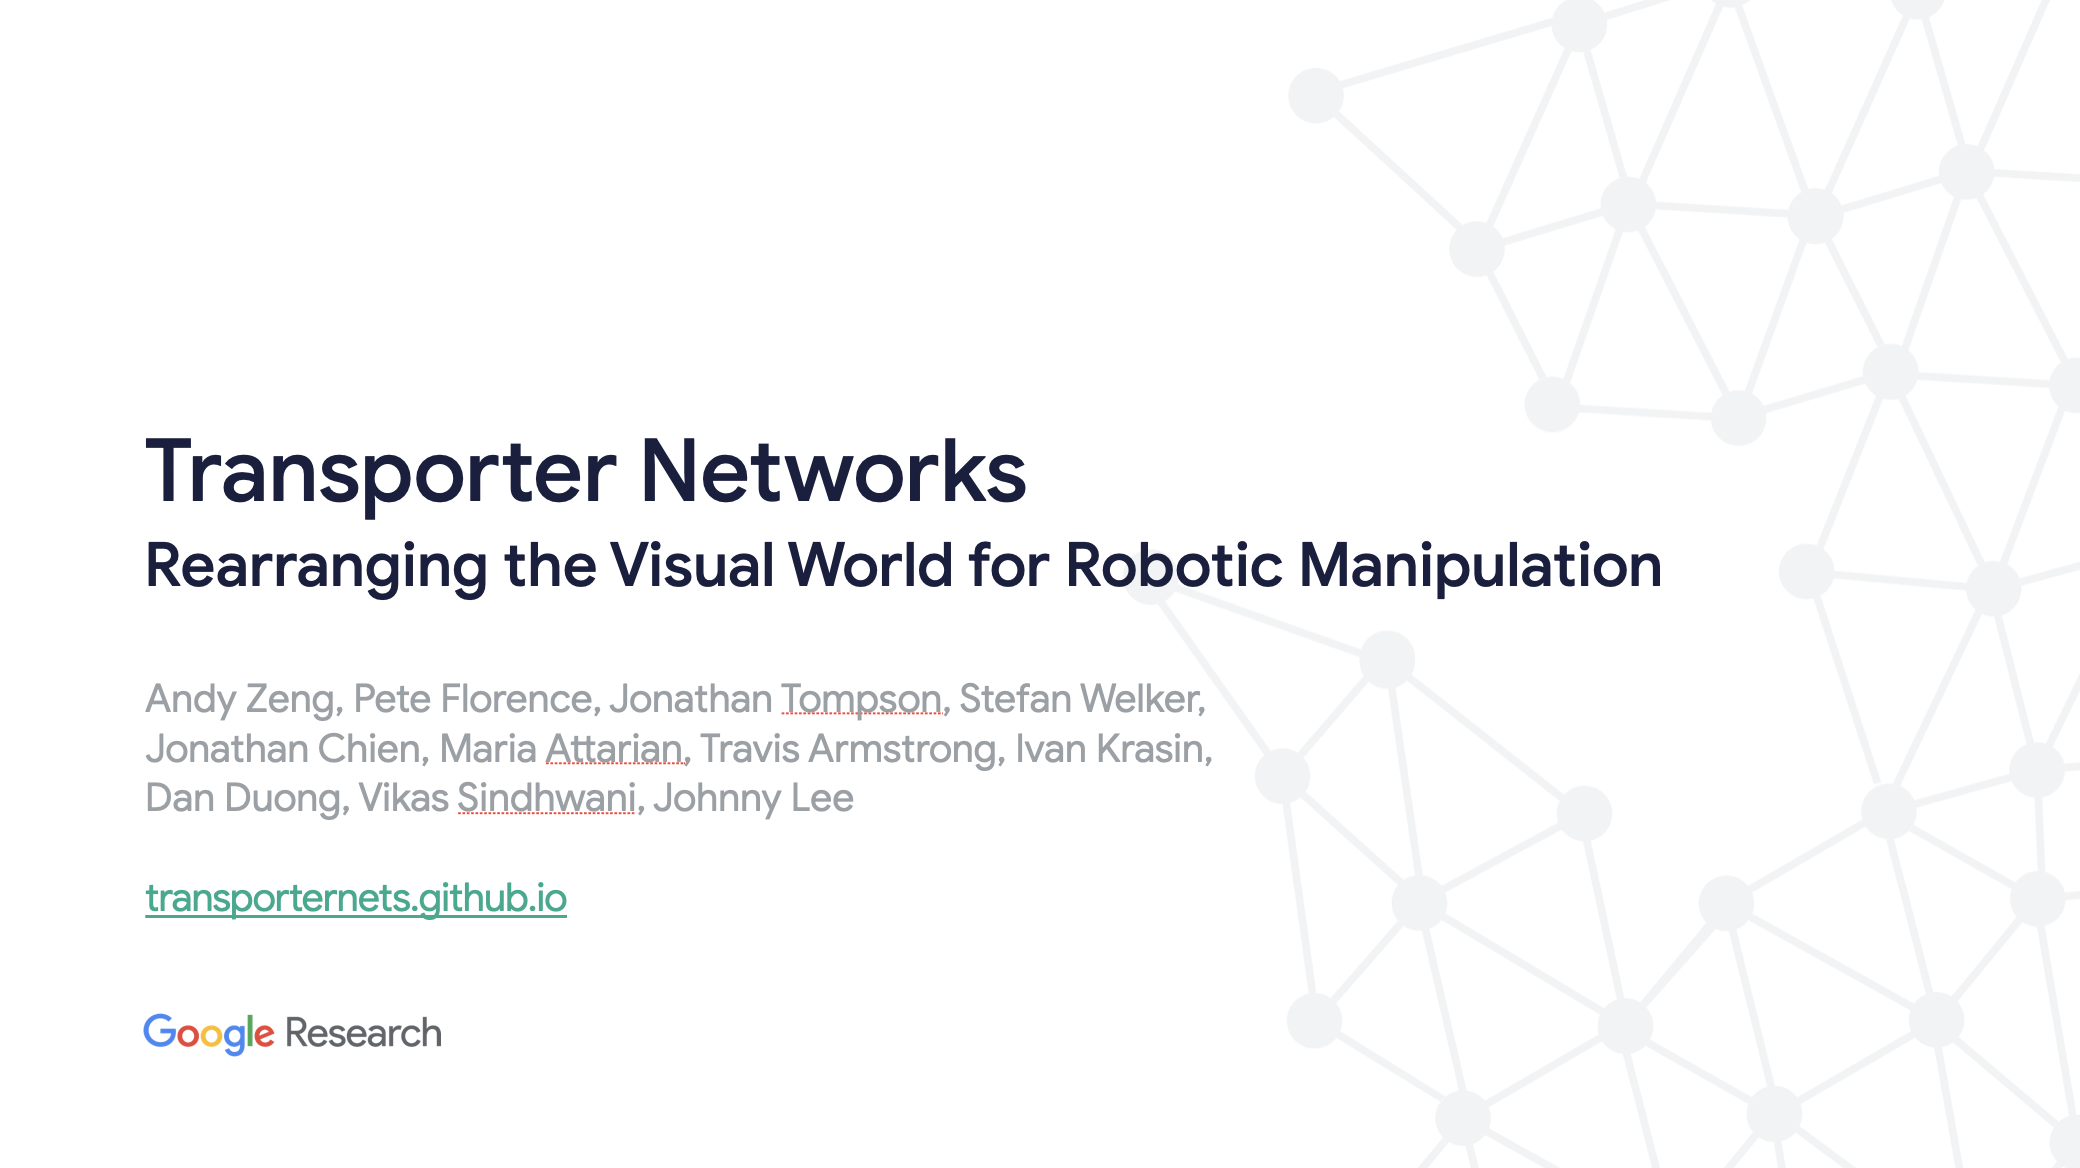 Transporter Networks
Rearranging the Visual World for Robotic Manipulation
Andy Zeng, Pete Florence, Jonathan Tompson, Stefan Welker,
Jonathan Chien, Maria Attarian, Travis Armstrong, Ivan Krasin,
Dan Duong, Vikas Sindhwani, Johnny Lee
transporternets.github.io
Google Research